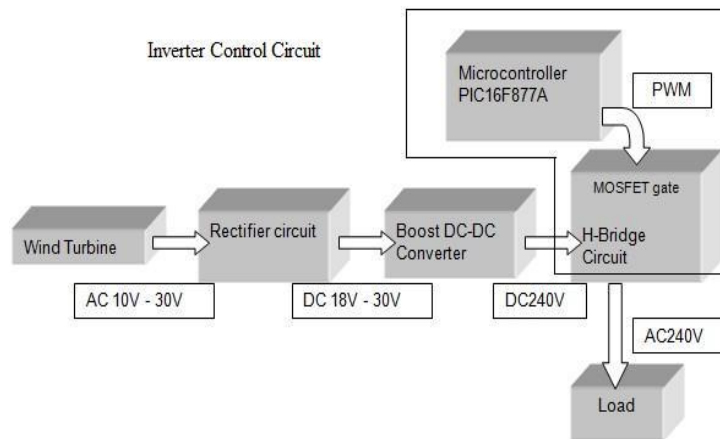 Inverter Control Circuit
Microcontroller
PIC16F877A
PWM
MOSFET gate
H-Bridge
Circuit
Wind Turbine
Rectifier circuit
Boost DC-DC
Converter
AC 10V - 30V
DC 18V - 30V
DC240V
AC240V
Load